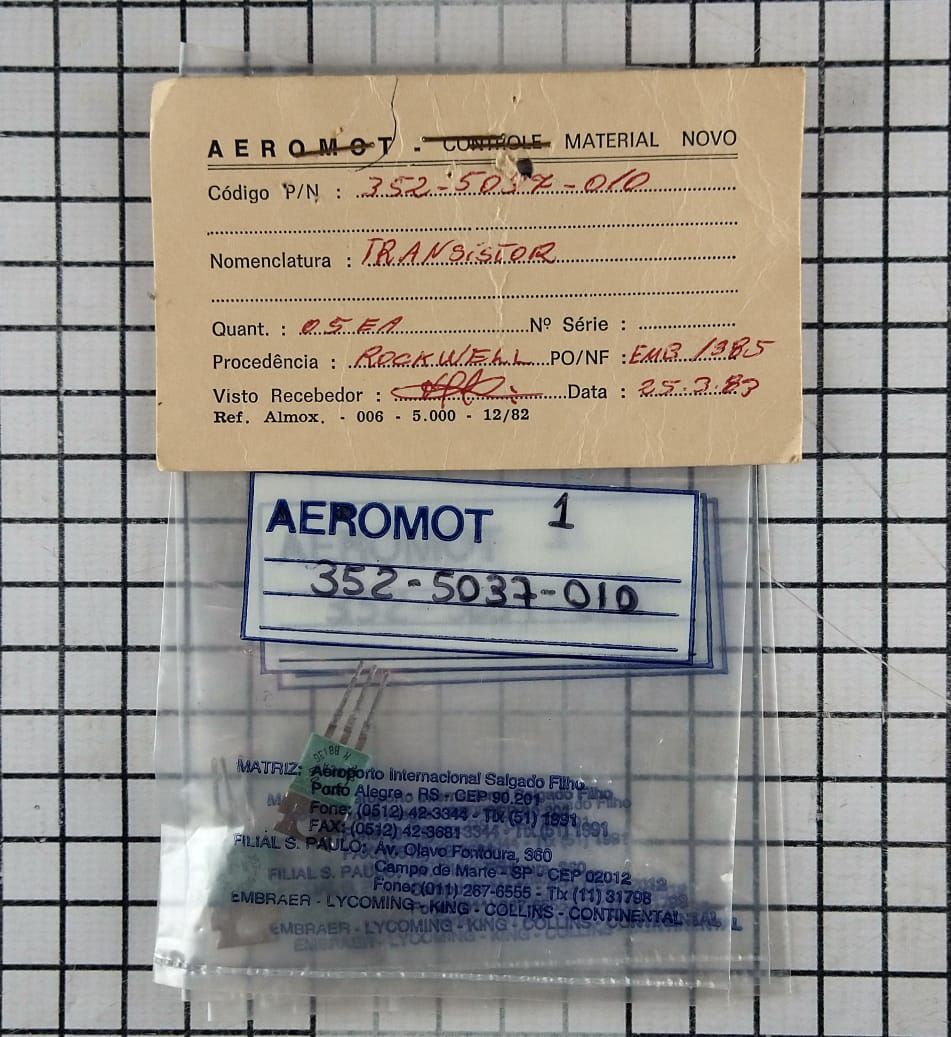 AEROMOT - CONTROLE MATERIAL NOVO
Código P/N : 352-5037-010
Nomenclatura : TRANSISTOR
Quant. : 05 EA Nº Série :
Procedência : ROCKWELL PO/NF : EMB 1385
Visto Recebedor : Data : 25.3.83
Ref. Almox. - 006 - 5.000 - 12/82
AEROMOT 1
352-5037-010
MATRIZ: Aeroporto Internacional Salgado Filho
Porto Alegre - RS - CEP 90.201
Fone: (0512) 42-3344 - Tlx (51) 1991
FAX: (0512) 42-3681
FILIAL S. PAULO: Av. Olavo Fontoura, 360
Campo de Marte - SP - CEP 02012
Fone: (011) 267-6555 - Tlx (11) 31798
EMBRAER - LYCOMING - KING - COLLINS - CONTINENTAL